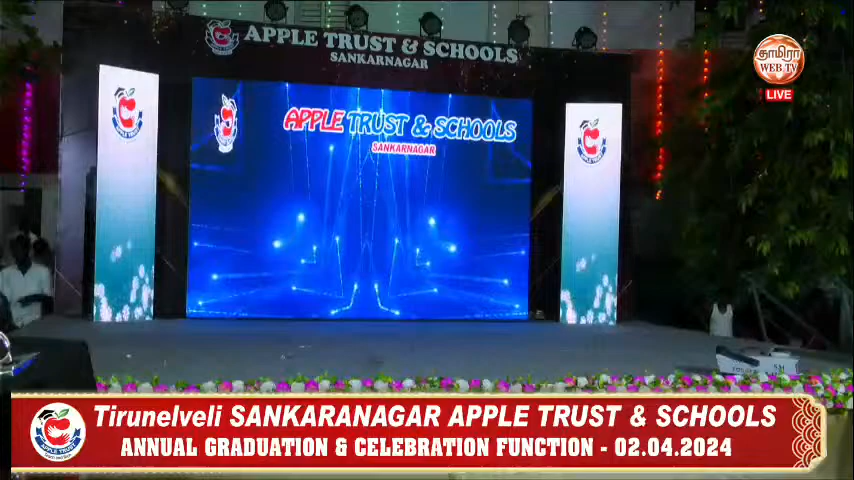 APPLE TRUST & SCHOOLS
SANKARNAGAR
தாமிரா
WEB TV
LIVE
APPLE TRUST & SCHOOLS
SANKARNAGAR
Tirunelveli SANKARANAGAR APPLE TRUST & SCHOOLS
ANNUAL GRADUATION & CELEBRATION FUNCTION - 02.04.2024